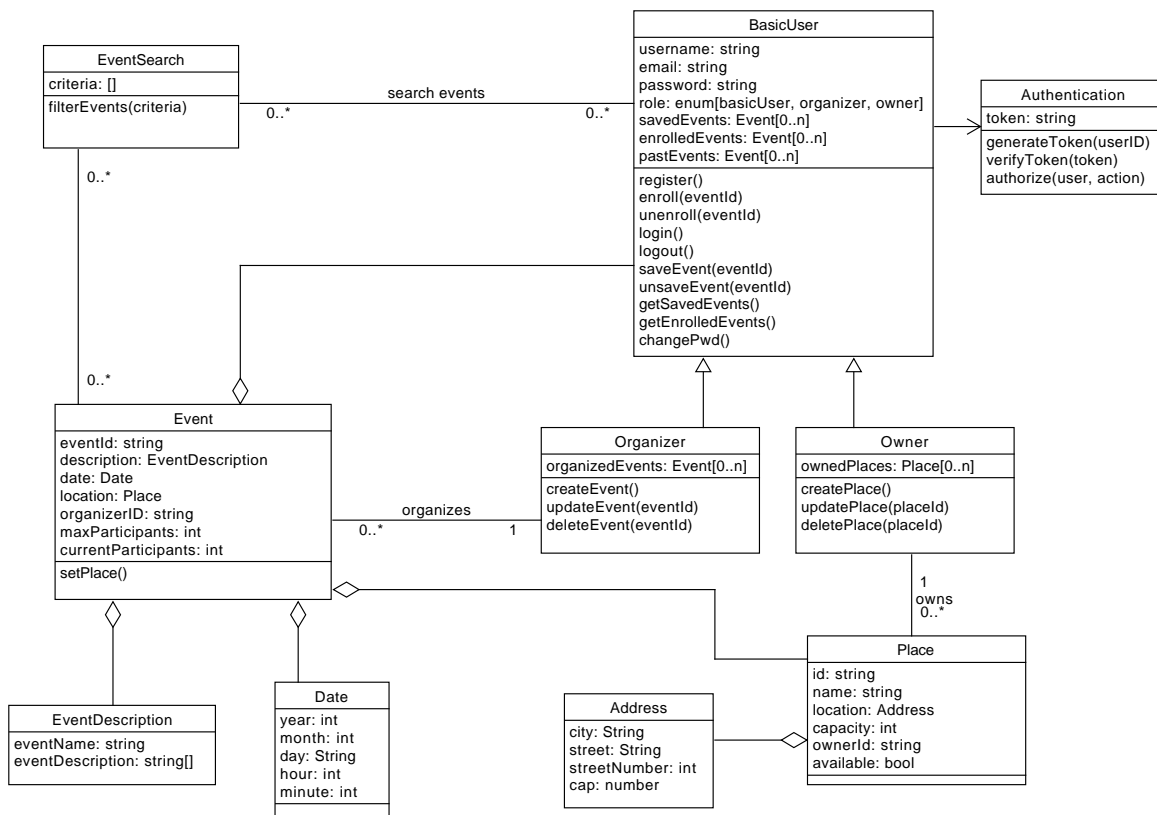 BasicUser
username: string
email: string
password: string
role: enum[basicUser, organizer, owner]
savedEvents: Event[0..n]
enrolledEvents: Event[0..n]
pastEvents: Event[0..n]
register()
enroll(eventId)
unenroll(eventId)
login()
logout()
saveEvent(eventId)
unsaveEvent(eventId)
getSavedEvents()
getEnrolledEvents()
changePwd()
EventSearch
criteria: []
filterEvents(criteria)
search events
0..*
0..*
Authentication
token: string
generateToken(userID)
verifyToken(token)
authorize(user, action)
0..*
0..*
Event
eventId: string
description: EventDescription
date: Date
location: Place
organizerID: string
maxParticipants: int
currentParticipants: int
setPlace()
organizes
0..*
1
Organizer
organizedEvents: Event[0..n]
createEvent()
updateEvent(eventId)
deleteEvent(eventId)
Owner
ownedPlaces: Place[0..n]
createPlace()
updatePlace(placeId)
deletePlace(placeId)
1
owns
0..*
Place
id: string
name: string
location: Address
capacity: int
ownerId: string
available: bool
Address
city: String
street: String
streetNumber: int
cap: number
Date
year: int
month: int
day: String
hour: int
minute: int
EventDescription
eventName: string
eventDescription: string[]